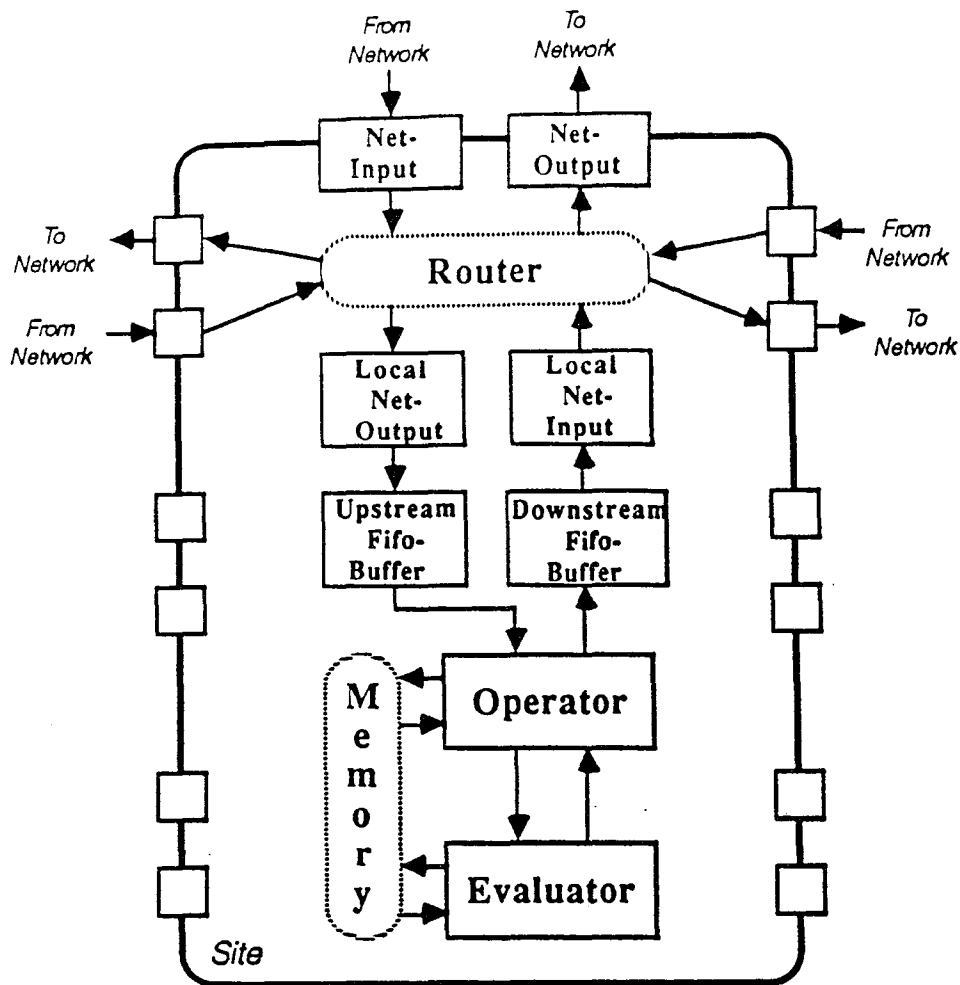 From
Network
To
Network
Net-
Input
Net-
Output
To
Network
From
Network
Router
From
Network
To
Network
Local
Net-
Output
Local
Net-
Input
Upstream
Fifo-
Buffer
Downstream
Fifo-
Buffer
Memory
Operator
Evaluator
Site